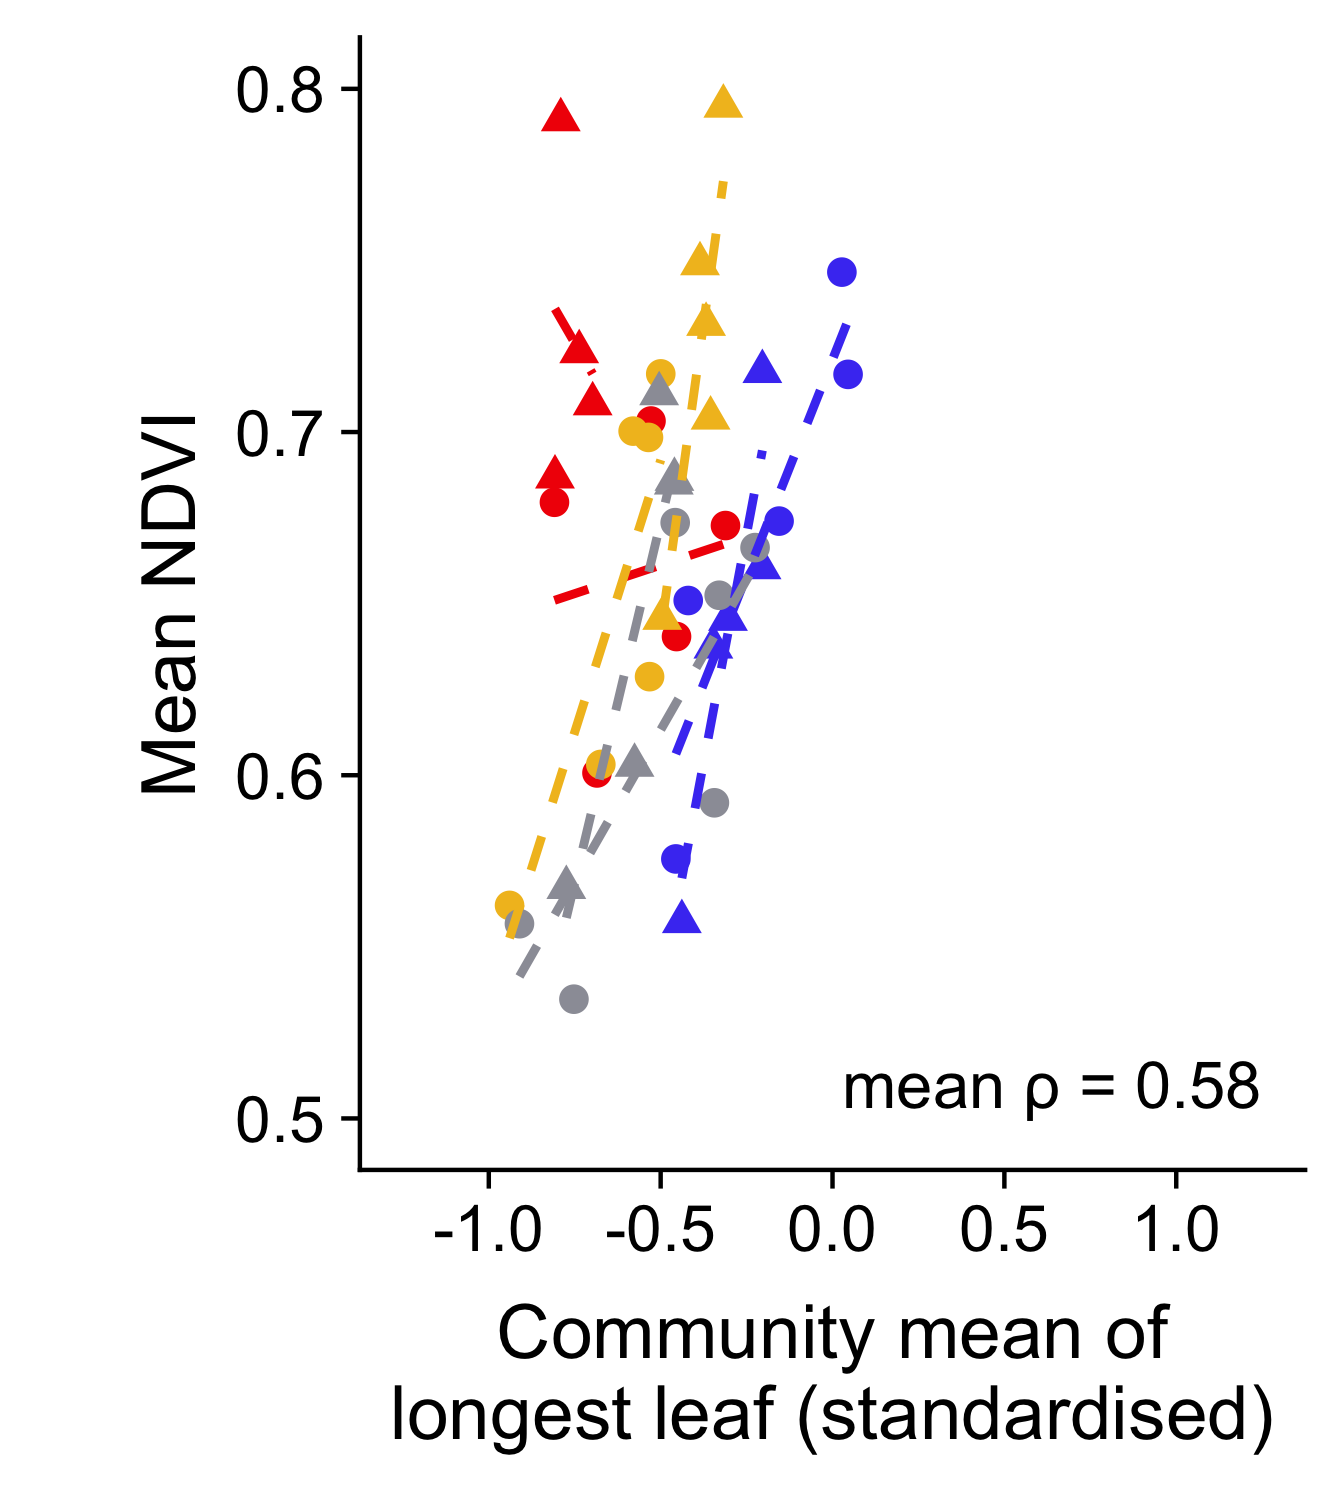 0.8
0.7
0.6
0.5
Mean NDVI
mean ρ = 0.58
-1.0 -0.5 0.0 0.5 1.0
Community mean of
longest leaf (standardised)